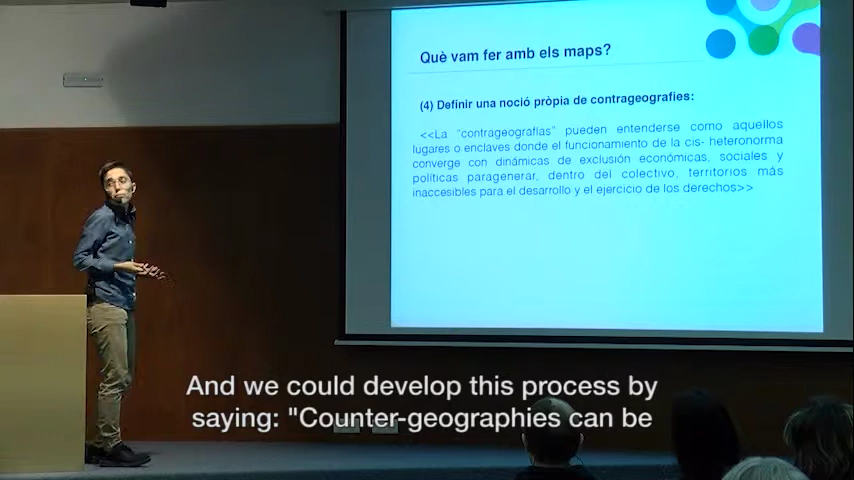 Què vam fer amb els maps?
(4) Definir una noció pròpia de contrageografies:
<<La "contrageografías" pueden entenderse como aquellos
lugares o enclaves donde el funcionamiento de la cis- heteronorma
converge con dinámicas de exclusión económicas, sociales y
políticas paragenerar, dentro del colectivo, territorios más
inaccesibles para el desarrollo y el ejercicio de los derechos>>
And we could develop this process by
saying: "Counter-geographies can be